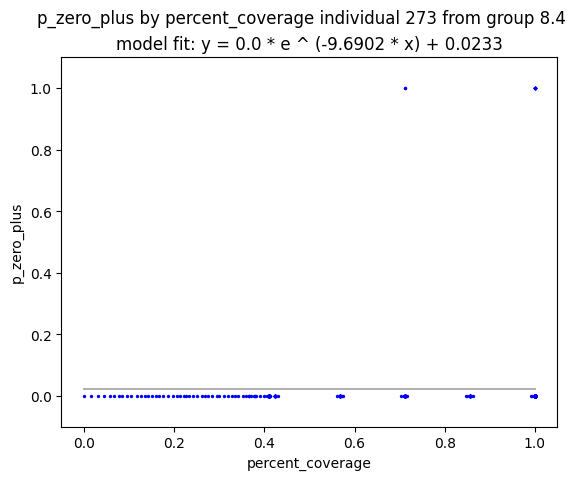 p_zero_plus by percent_coverage individual 273 from group 8.4
model fit: y = 0.0 * e ^ (-9.6902 * x) + 0.0233
1.0
0.8
0.6
0.4
0.2
0.0
p_zero_plus
0.0 0.2 0.4 0.6 0.8 1.0
percent_coverage